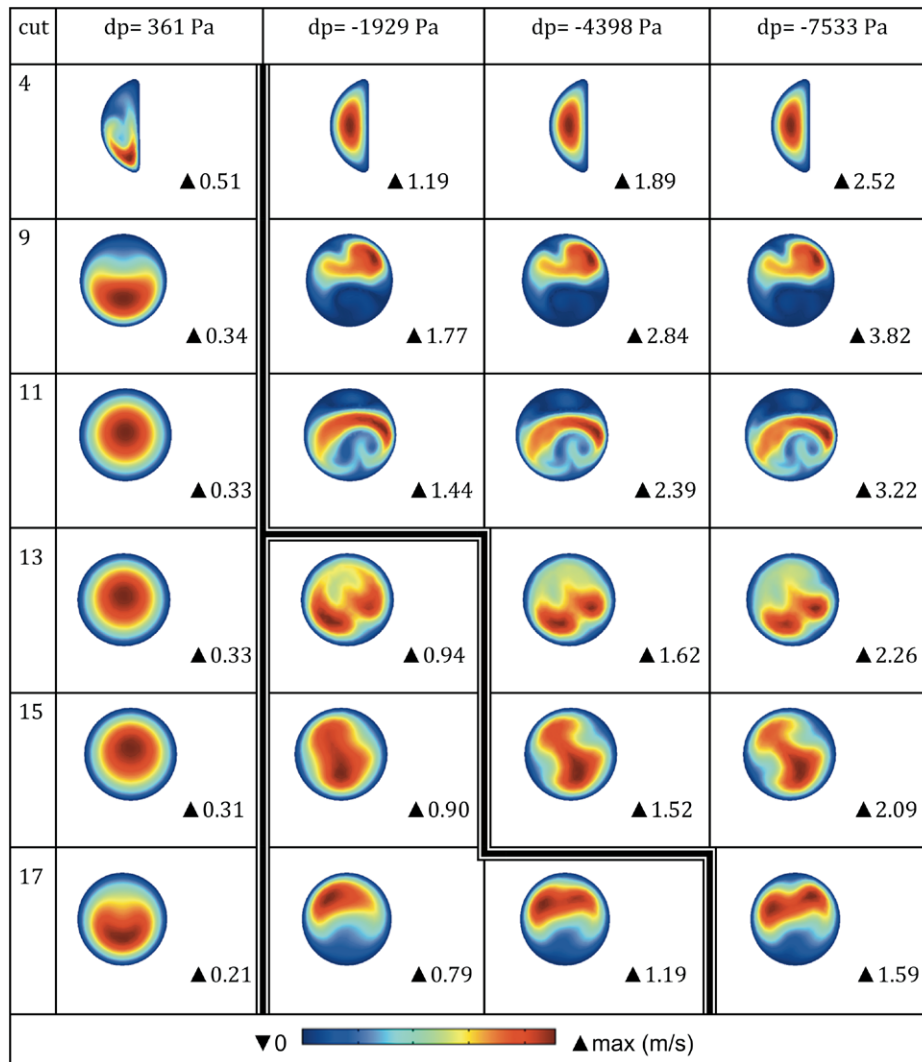 cut dp= 361 Pa dp= -1929 Pa dp= -4398 Pa dp= -7533 Pa
4 ▲0.51 ▲1.19 ▲1.89 ▲2.52
9 ▲0.34 ▲1.77 ▲2.84 ▲3.82
11 ▲0.33 ▲1.44 ▲2.39 ▲3.22
13 ▲0.33 ▲0.94 ▲1.62 ▲2.26
15 ▲0.31 ▲0.90 ▲1.52 ▲2.09
17 ▲0.21 ▲0.79 ▲1.19 ▲1.59
▼0 ▲max (m/s)